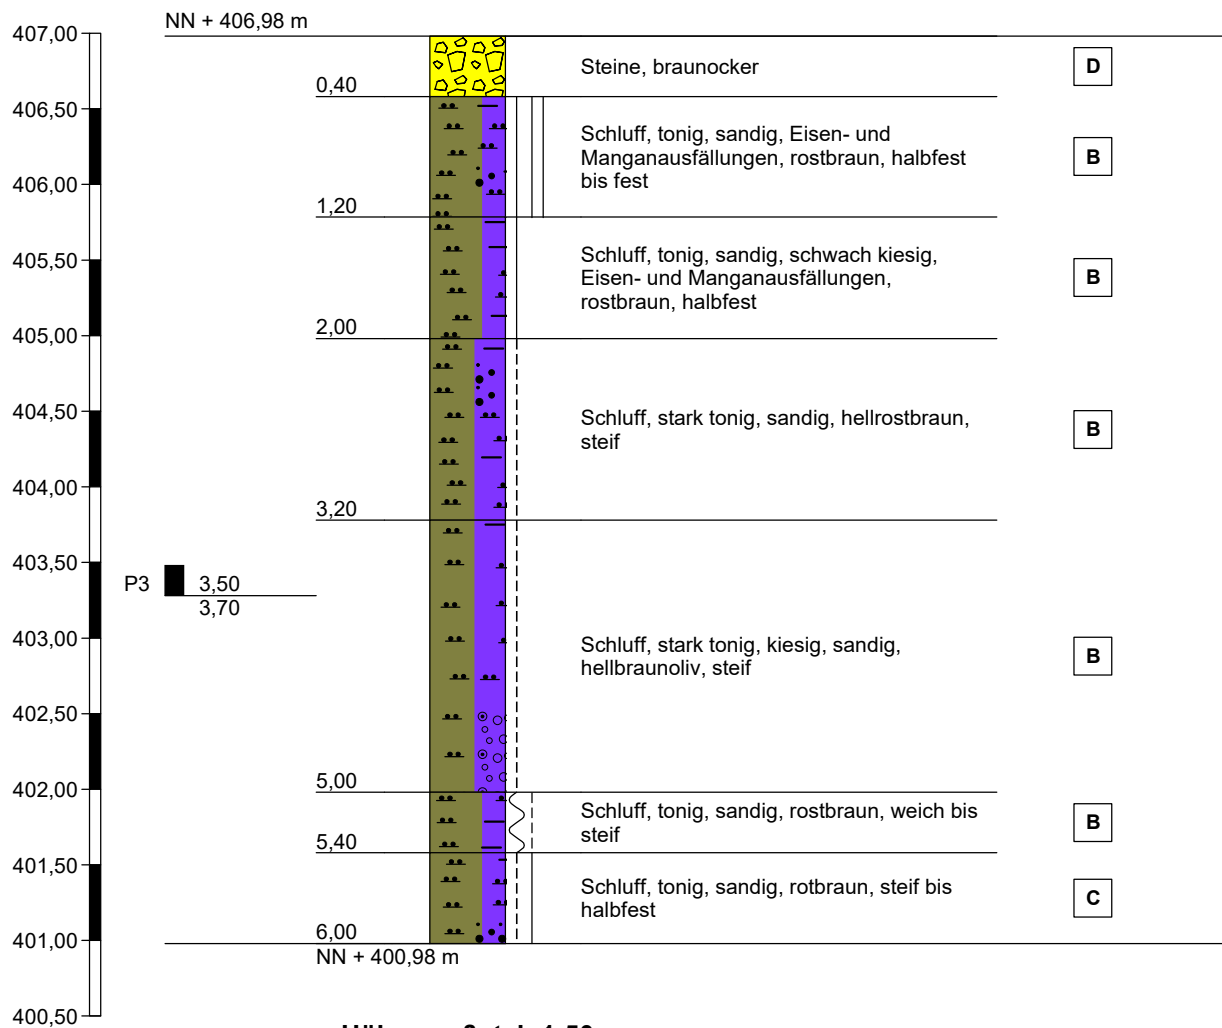 NN + 406,98 m
407,00
Steine, braunocker
D
0,40
406,50
Schluff, tonig, sandig, Eisen- und
Manganausfällungen, rostbraun, halbfest
bis fest
B
406,00
1,20
405,50
Schluff, tonig, sandig, schwach kiesig,
Eisen- und Manganausfällungen,
rostbraun, halbfest
B
405,00
2,00
404,50
Schluff, stark tonig, sandig, hellrostbraun,
steif
B
404,00
3,20
403,50
P3
3,50
3,70
403,00
Schluff, stark tonig, kiesig, sandig,
hellbraunoliv, steif
B
402,50
402,00
5,00
Schluff, tonig, sandig, rostbraun, weich bis
steif
B
5,40
401,50
Schluff, tonig, sandig, rotbraun, steif bis
halbfest
C
401,00
6,00
NN + 400,98 m
400,50